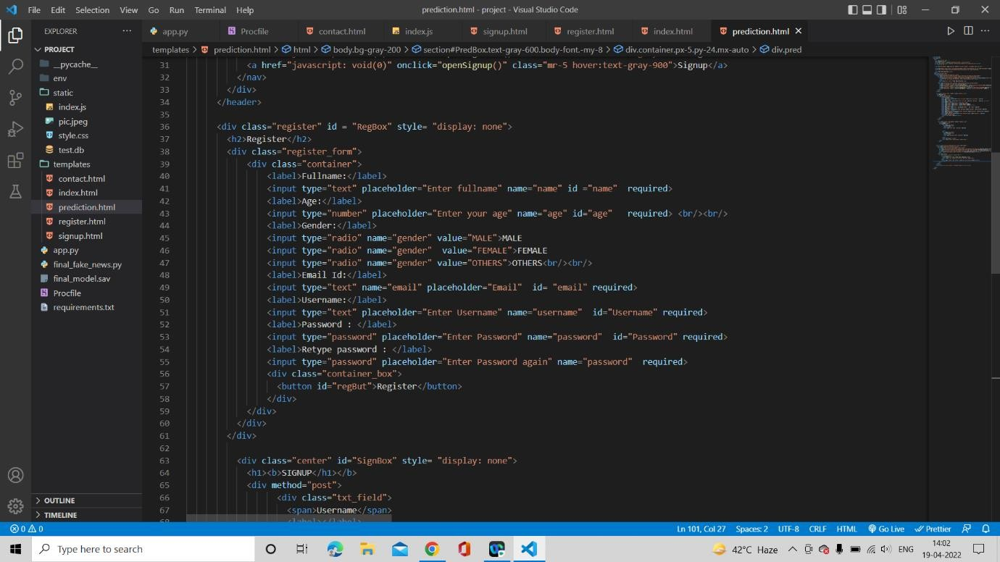 File Edit Selection View Go Run Terminal Help prediction.html - project - Visual Studio Code
EXPLORER ···
app.py Procfile contact.html index.js signup.html register.html index.html prediction.html
templates > prediction.html > html > body.bg-gray-200 > section#PredBox.text-gray-600.body-font.-my-8 > div.container.px-5.py-24.mx-auto > div.pred
PROJECT
__pycache__
env
static
index.js
pic.jpeg
style.css
test.db
templates
contact.html
index.html
prediction.html
register.html
signup.html
app.py
final_fake_news.py
final_model.sav
Procfile
requirements.txt
OUTLINE
TIMELINE
31 <a href="javascript: void(0)" onclick="openSignup()" class="mr-5 hover:text-gray-900">Signup</a>
32 </nav>
33 </div>
34 </header>
35
36 <div class="register" id = "RegBox" style= "display: none">
37 <h2>Register</h2>
38 <div class="register_form">
39 <div class="container">
40 <label>Fullname:</label>
41 <input type="text" placeholder="Enter fullname" name="name" id ="name"  required>
42 <label>Age:</label>
43 <input type="number" placeholder="Enter your age" name="age" id="age"   required> <br/><br/>
44 <label>Gender:</label>
45 <input type="radio" name="gender" value="MALE">MALE
46 <input type="radio" name="gender"  value="FEMALE">FEMALE
47 <input type="radio" name="gender" value="OTHERS">OTHERS<br/><br/>
48 <label>Email Id:</label>
49 <input type="text" name="email" placeholder="Email"  id= "email" required>
50 <label>Username:</label>
51 <input type="text" placeholder="Enter Username" name="username"  id="Username" required>
52 <label>Password : </label>
53 <input type="password" placeholder="Enter Password" name="password"  id="Password" required>
54 <label>Retype password : </label>
55 <input type="password" placeholder="Enter Password again" name="password"  required>
56 <div class="container_box">
57 <button id="regBut">Register</button>
58 </div>
59 </div>
60 </div>
61 </div>
62
63 <div class="center" id="SignBox" style= "display: none">
64 <h1><b>SIGNUP</h1></b>
65 <div method="post">
66 <div class="txt_field">
67 <span>Username</span>
68 <label></label>
0 0 Ln 101, Col 27 Spaces: 2 UTF-8 CRLF HTML Go Live Prettier
Type here to search 42°C Haze ENG 14:02
19-04-2022